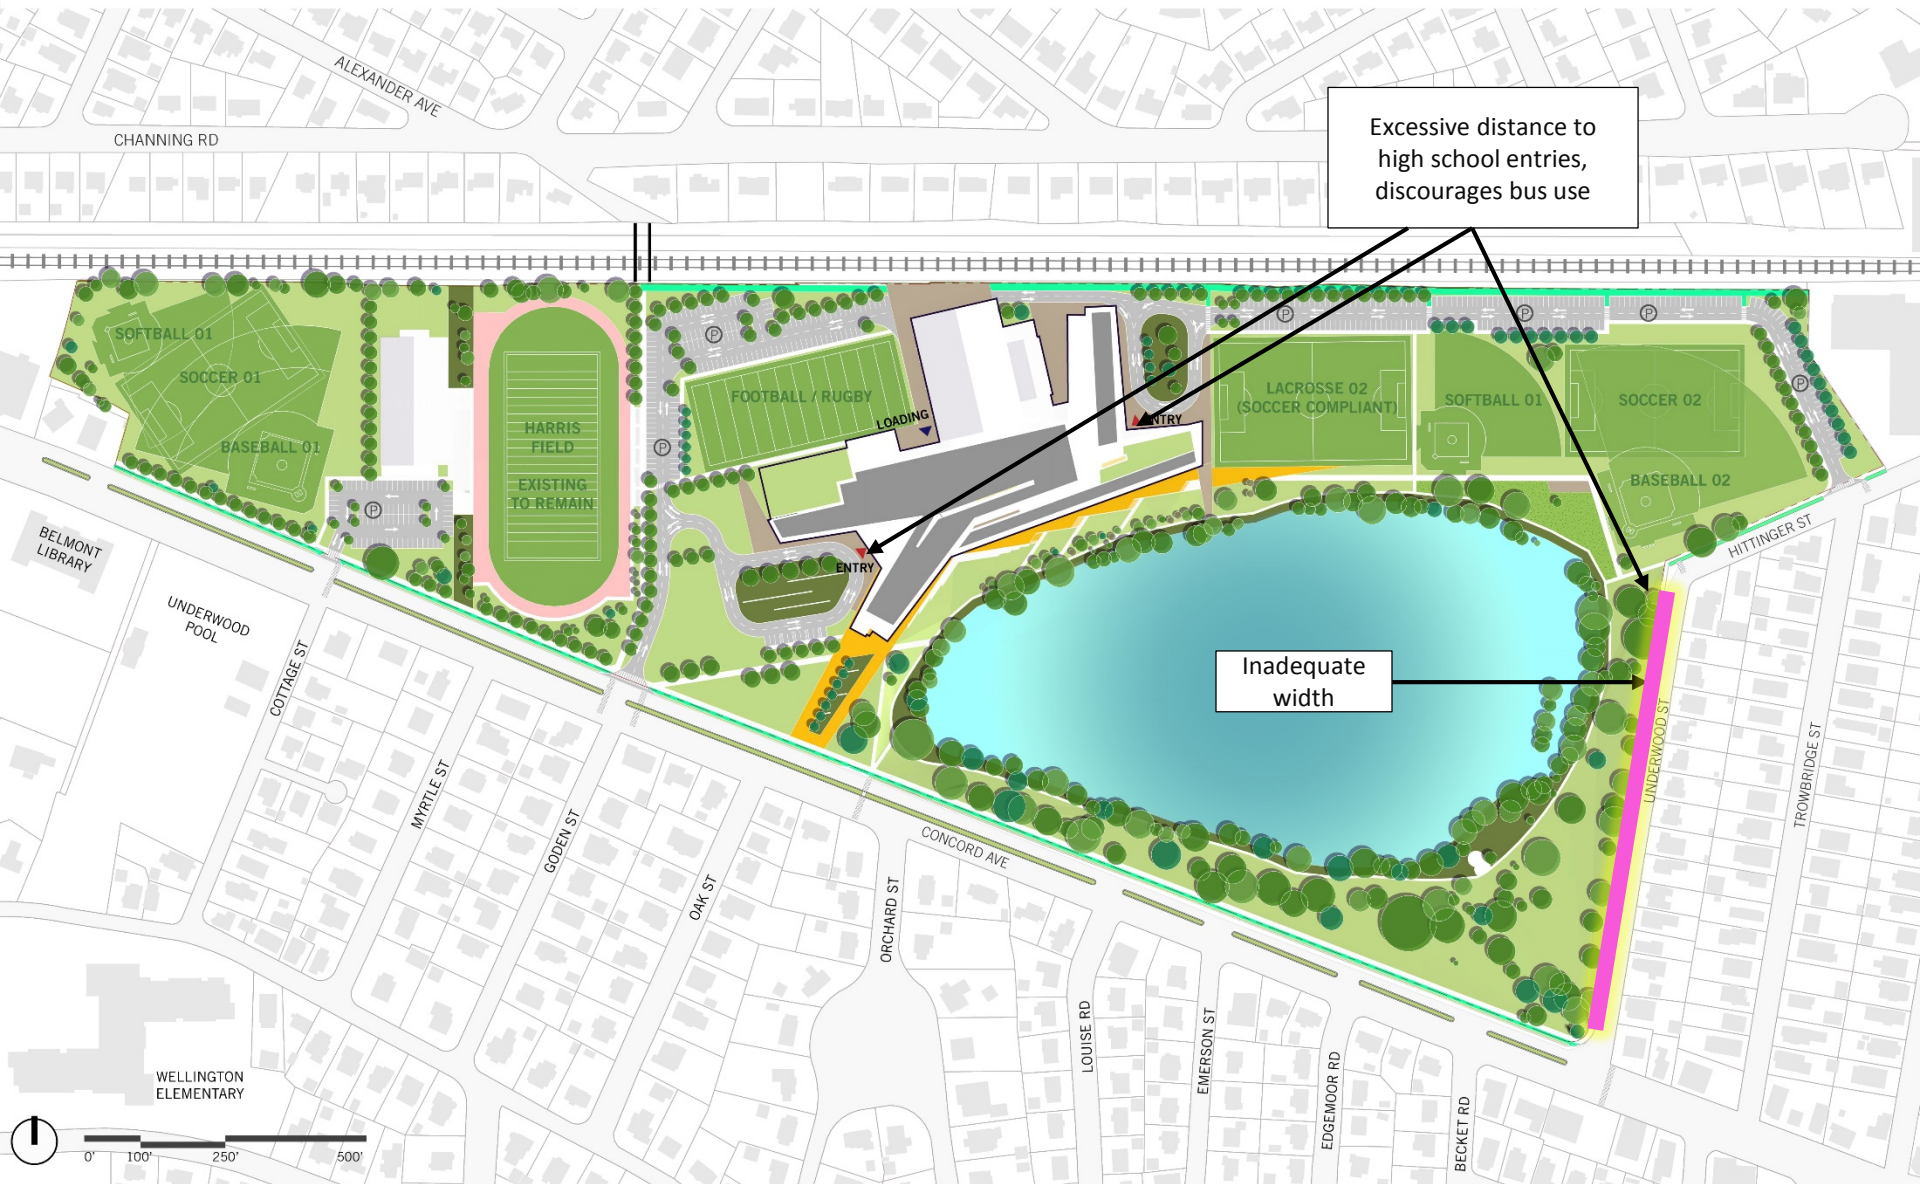 ALEXANDER AVE
CHANNING RD
Excessive distance to
high school entries,
discourages bus use
SOFTBALL 01
SOCCER 01
BASEBALL 01
HARRIS
FIELD
EXISTING
TO REMAIN
P
P
P
FOOTBALL / RUGBY
LOADING
ENTRY
ENTRY
P
P
P
P
LACROSSE 02
(SOCCER COMPLIANT)
SOFTBALL 01
SOCCER 02
BASEBALL 02
HITTINGER ST
BELMONT
LIBRARY
UNDERWOOD
POOL
Inadequate
width
COTTAGE ST
MYRTLE ST
GODEN ST
OAK ST
ORCHARD ST
CONCORD AVE
UNDERWOOD ST
TROWBRIDGE ST
LOUISE RD
EMERSON ST
EDGEMOOR RD
BECKET RD
WELLINGTON
ELEMENTARY
0' 100' 250' 500'